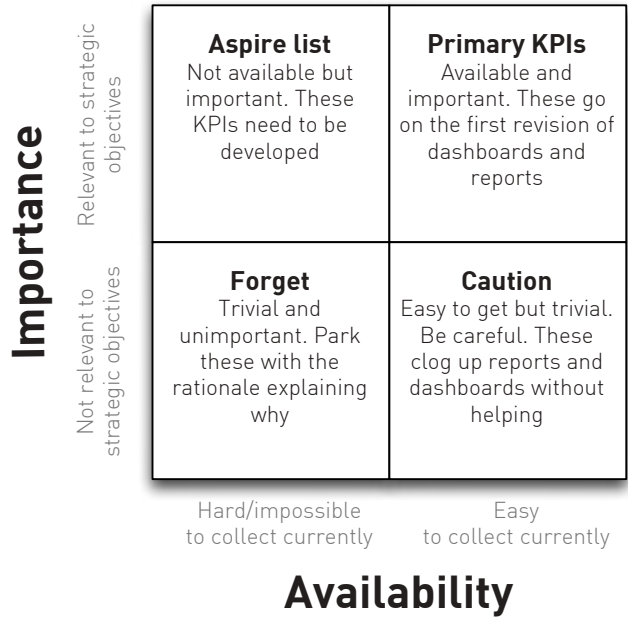 Importance
Relevant to strategic
objectives
Not relevant to
strategic objectives
Aspire list
Not available but
important. These
KPIs need to be
developed
Primary KPIs
Available and
important. These go
on the first revision of
dashboards and
reports
Forget
Trivial and
unimportant. Park
these with the
rationale explaining
why
Caution
Easy to get but trivial.
Be careful. These
clog up reports and
dashboards without
helping
Hard/impossible
to collect currently
Easy
to collect currently
Availability